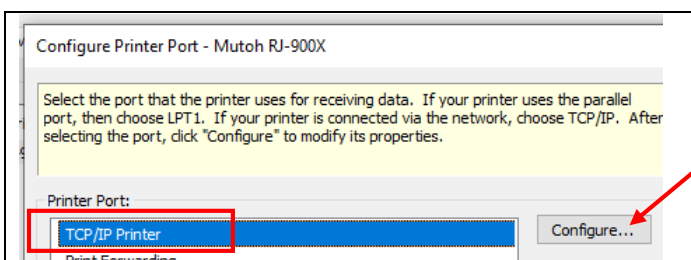 Configure Printer Port - Mutoh RJ-900X
Select the port that the printer uses for receiving data.  If your printer uses the parallel
port, then choose LPT1.  If your printer is connected via the network, choose TCP/IP.  After
selecting the port, click "Configure" to modify its properties.
Printer Port:
TCP/IP Printer
Configure...
Print Forwarding